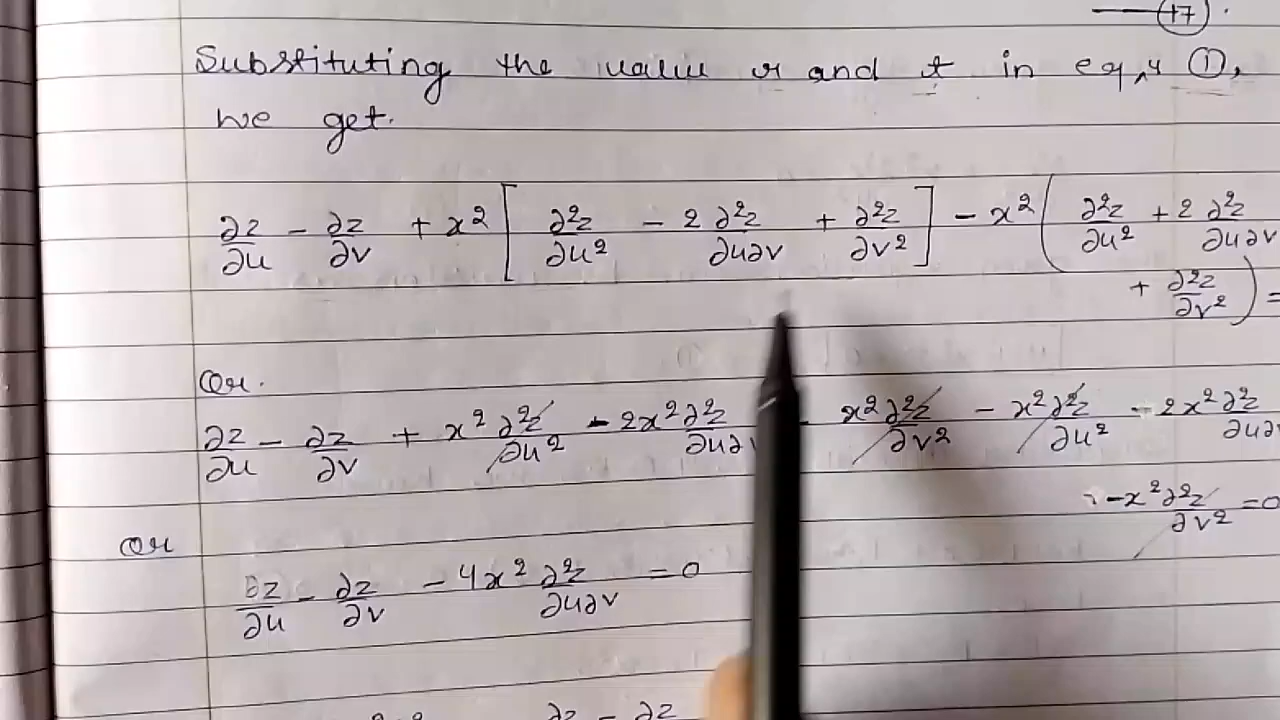 —(17).
Substituting the value r and t in eqn ①,
we get.
∂z/∂u - ∂z/∂v + x² [ ∂²z/∂u² - 2 ∂²z/∂u∂v + ∂²z/∂v² ] - x² ( ∂²z/∂u² + 2 ∂²z/∂u∂v
+ ∂²z/∂v² ) =
Or.
∂z/∂u - ∂z/∂v + x² ∂²z/∂u² - 2x² ∂²z/∂u∂v x² ∂²z/∂v² - x² ∂²z/∂u² - 2x² ∂²z/∂u∂v
- x² ∂²z/∂v² = 0
Or
∂z/∂u - ∂z/∂v - 4x² ∂²z/∂u∂v = 0
∂z - ∂z